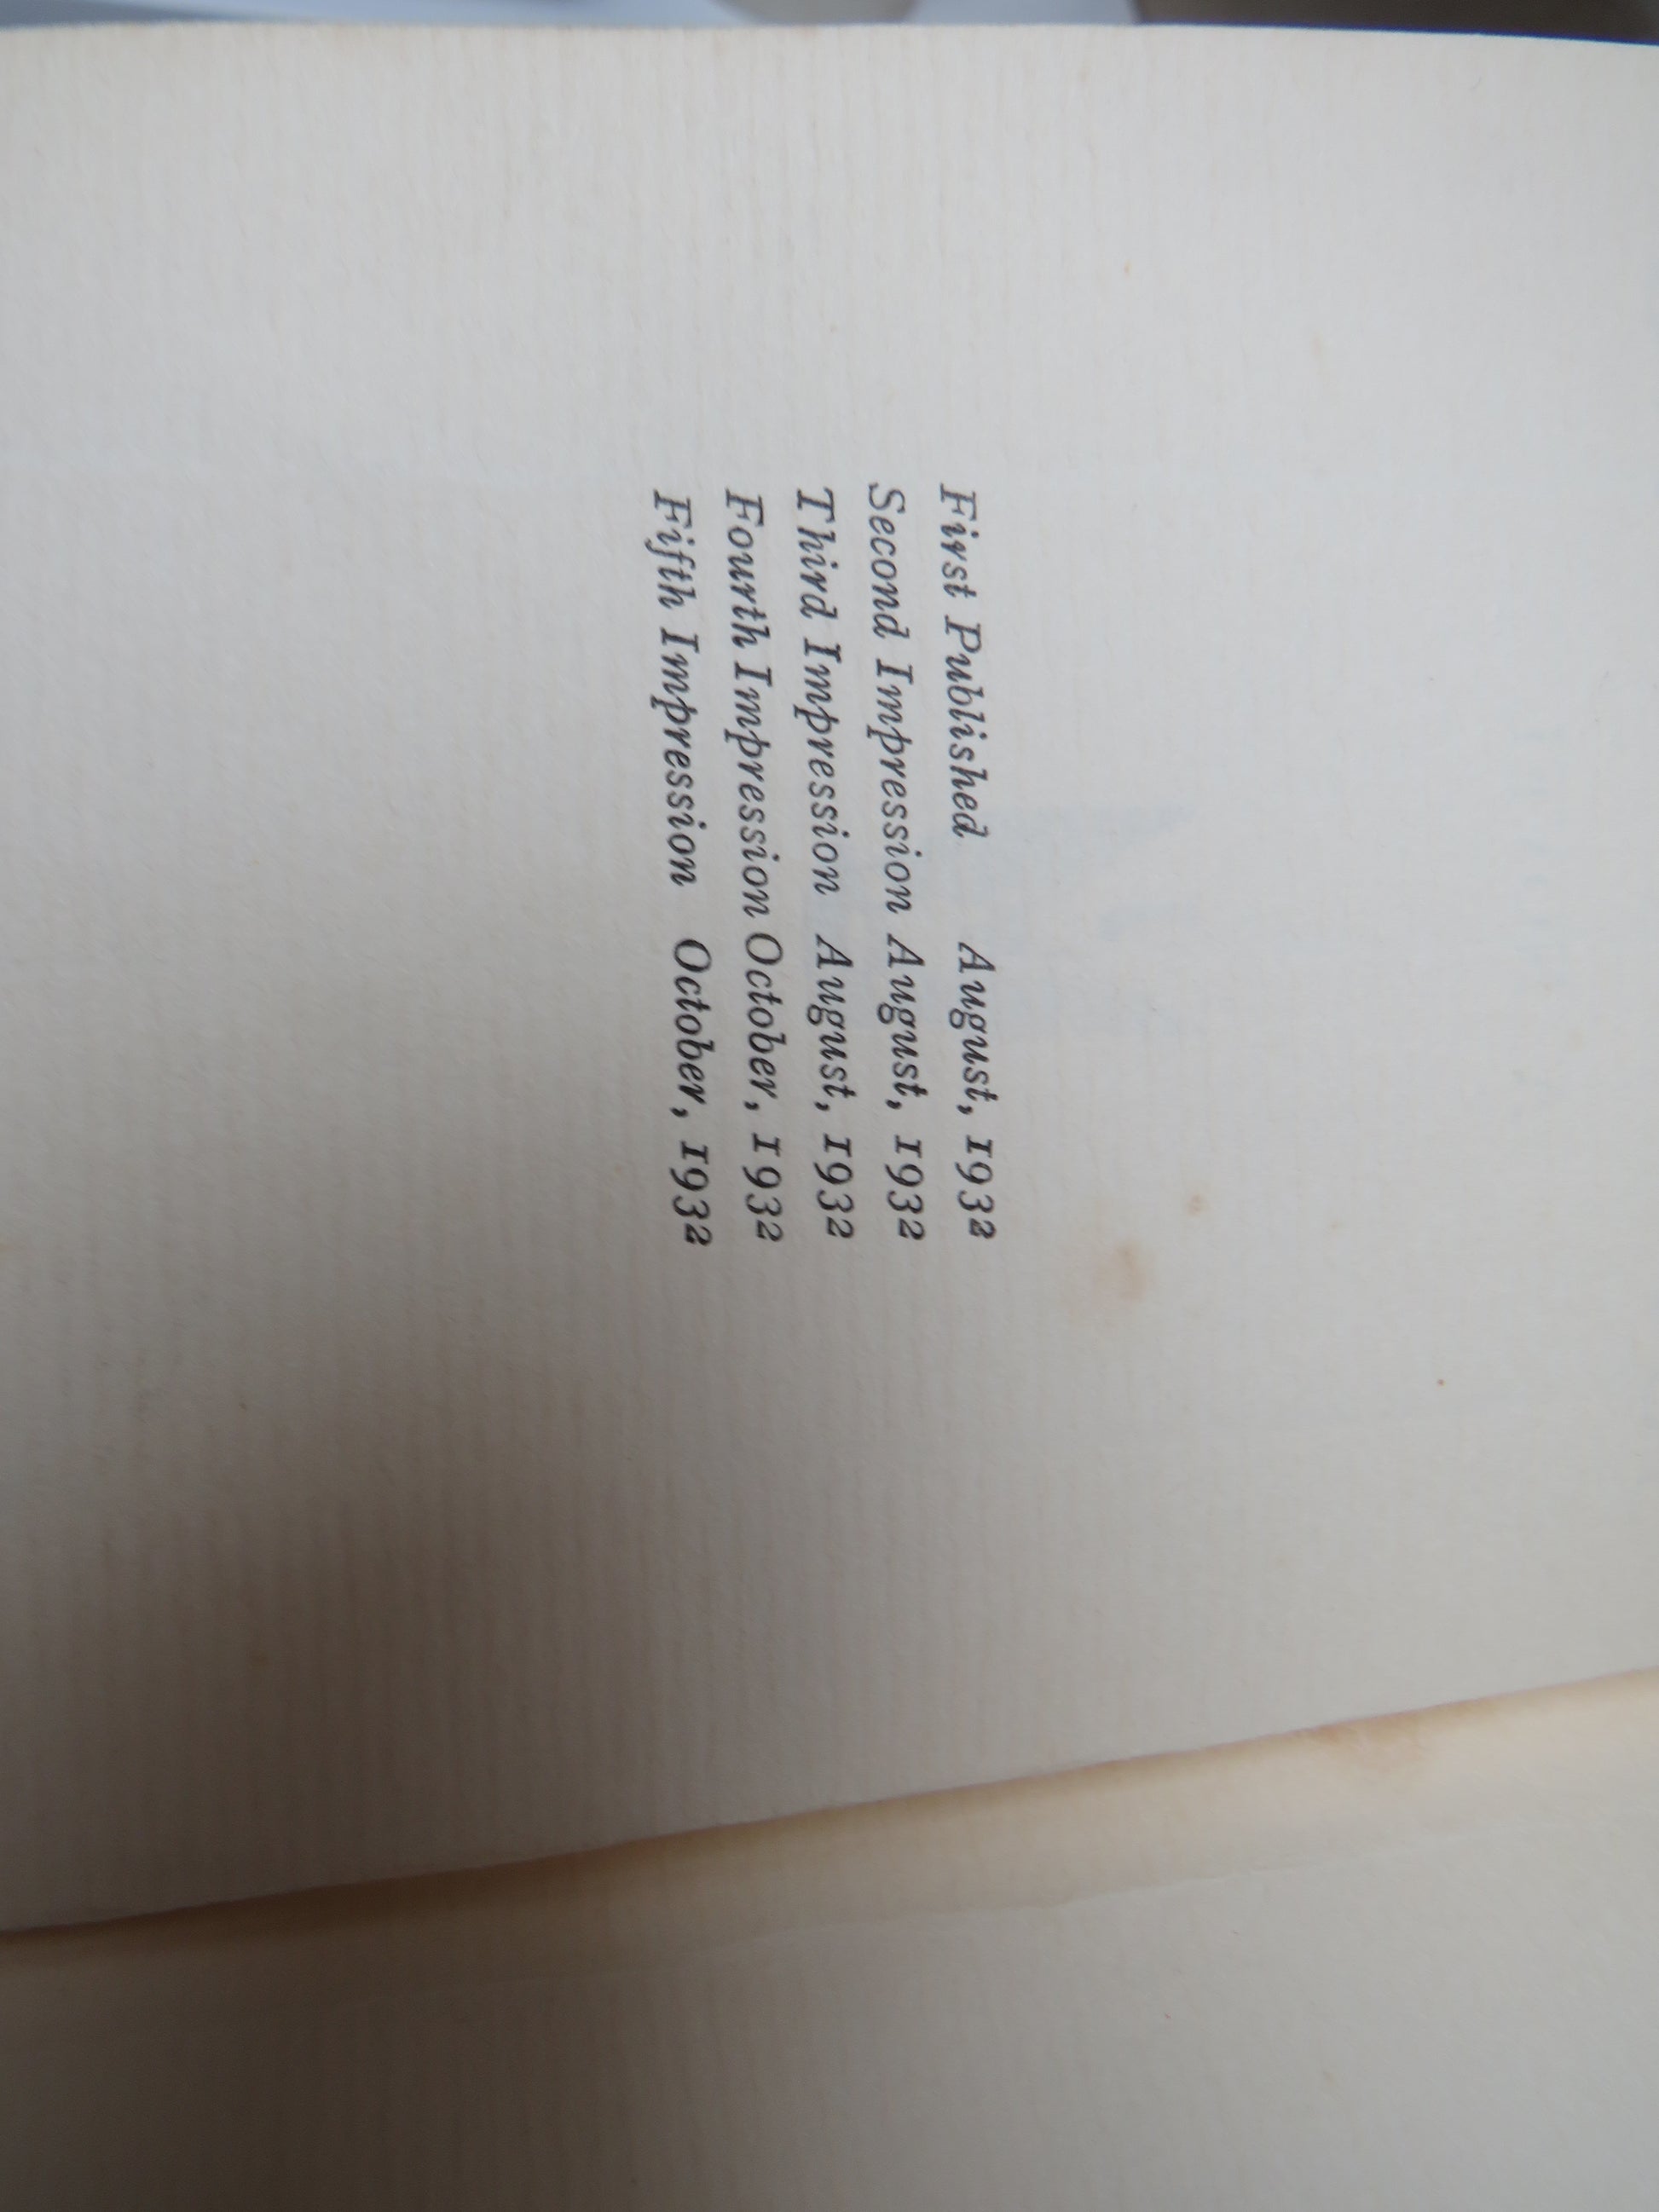 First Published August, 1932
Second Impression August, 1932
Third Impression August, 1932
Fourth Impression October, 1932
Fifth Impression October, 1932